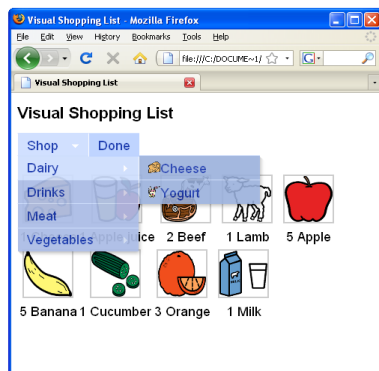 Visual Shopping List - Mozilla Firefox
File Edit View History Bookmarks Tools Help
file:///C:/DOCUME~1/
Visual Shopping List
Visual Shopping List
Shop Done
Dairy
Cheese
Drinks
Yogurt
Meat
Vegetables
Apple Juice 2 Beef 1 Lamb 5 Apple
5 Banana 1 Cucumber 3 Orange 1 Milk